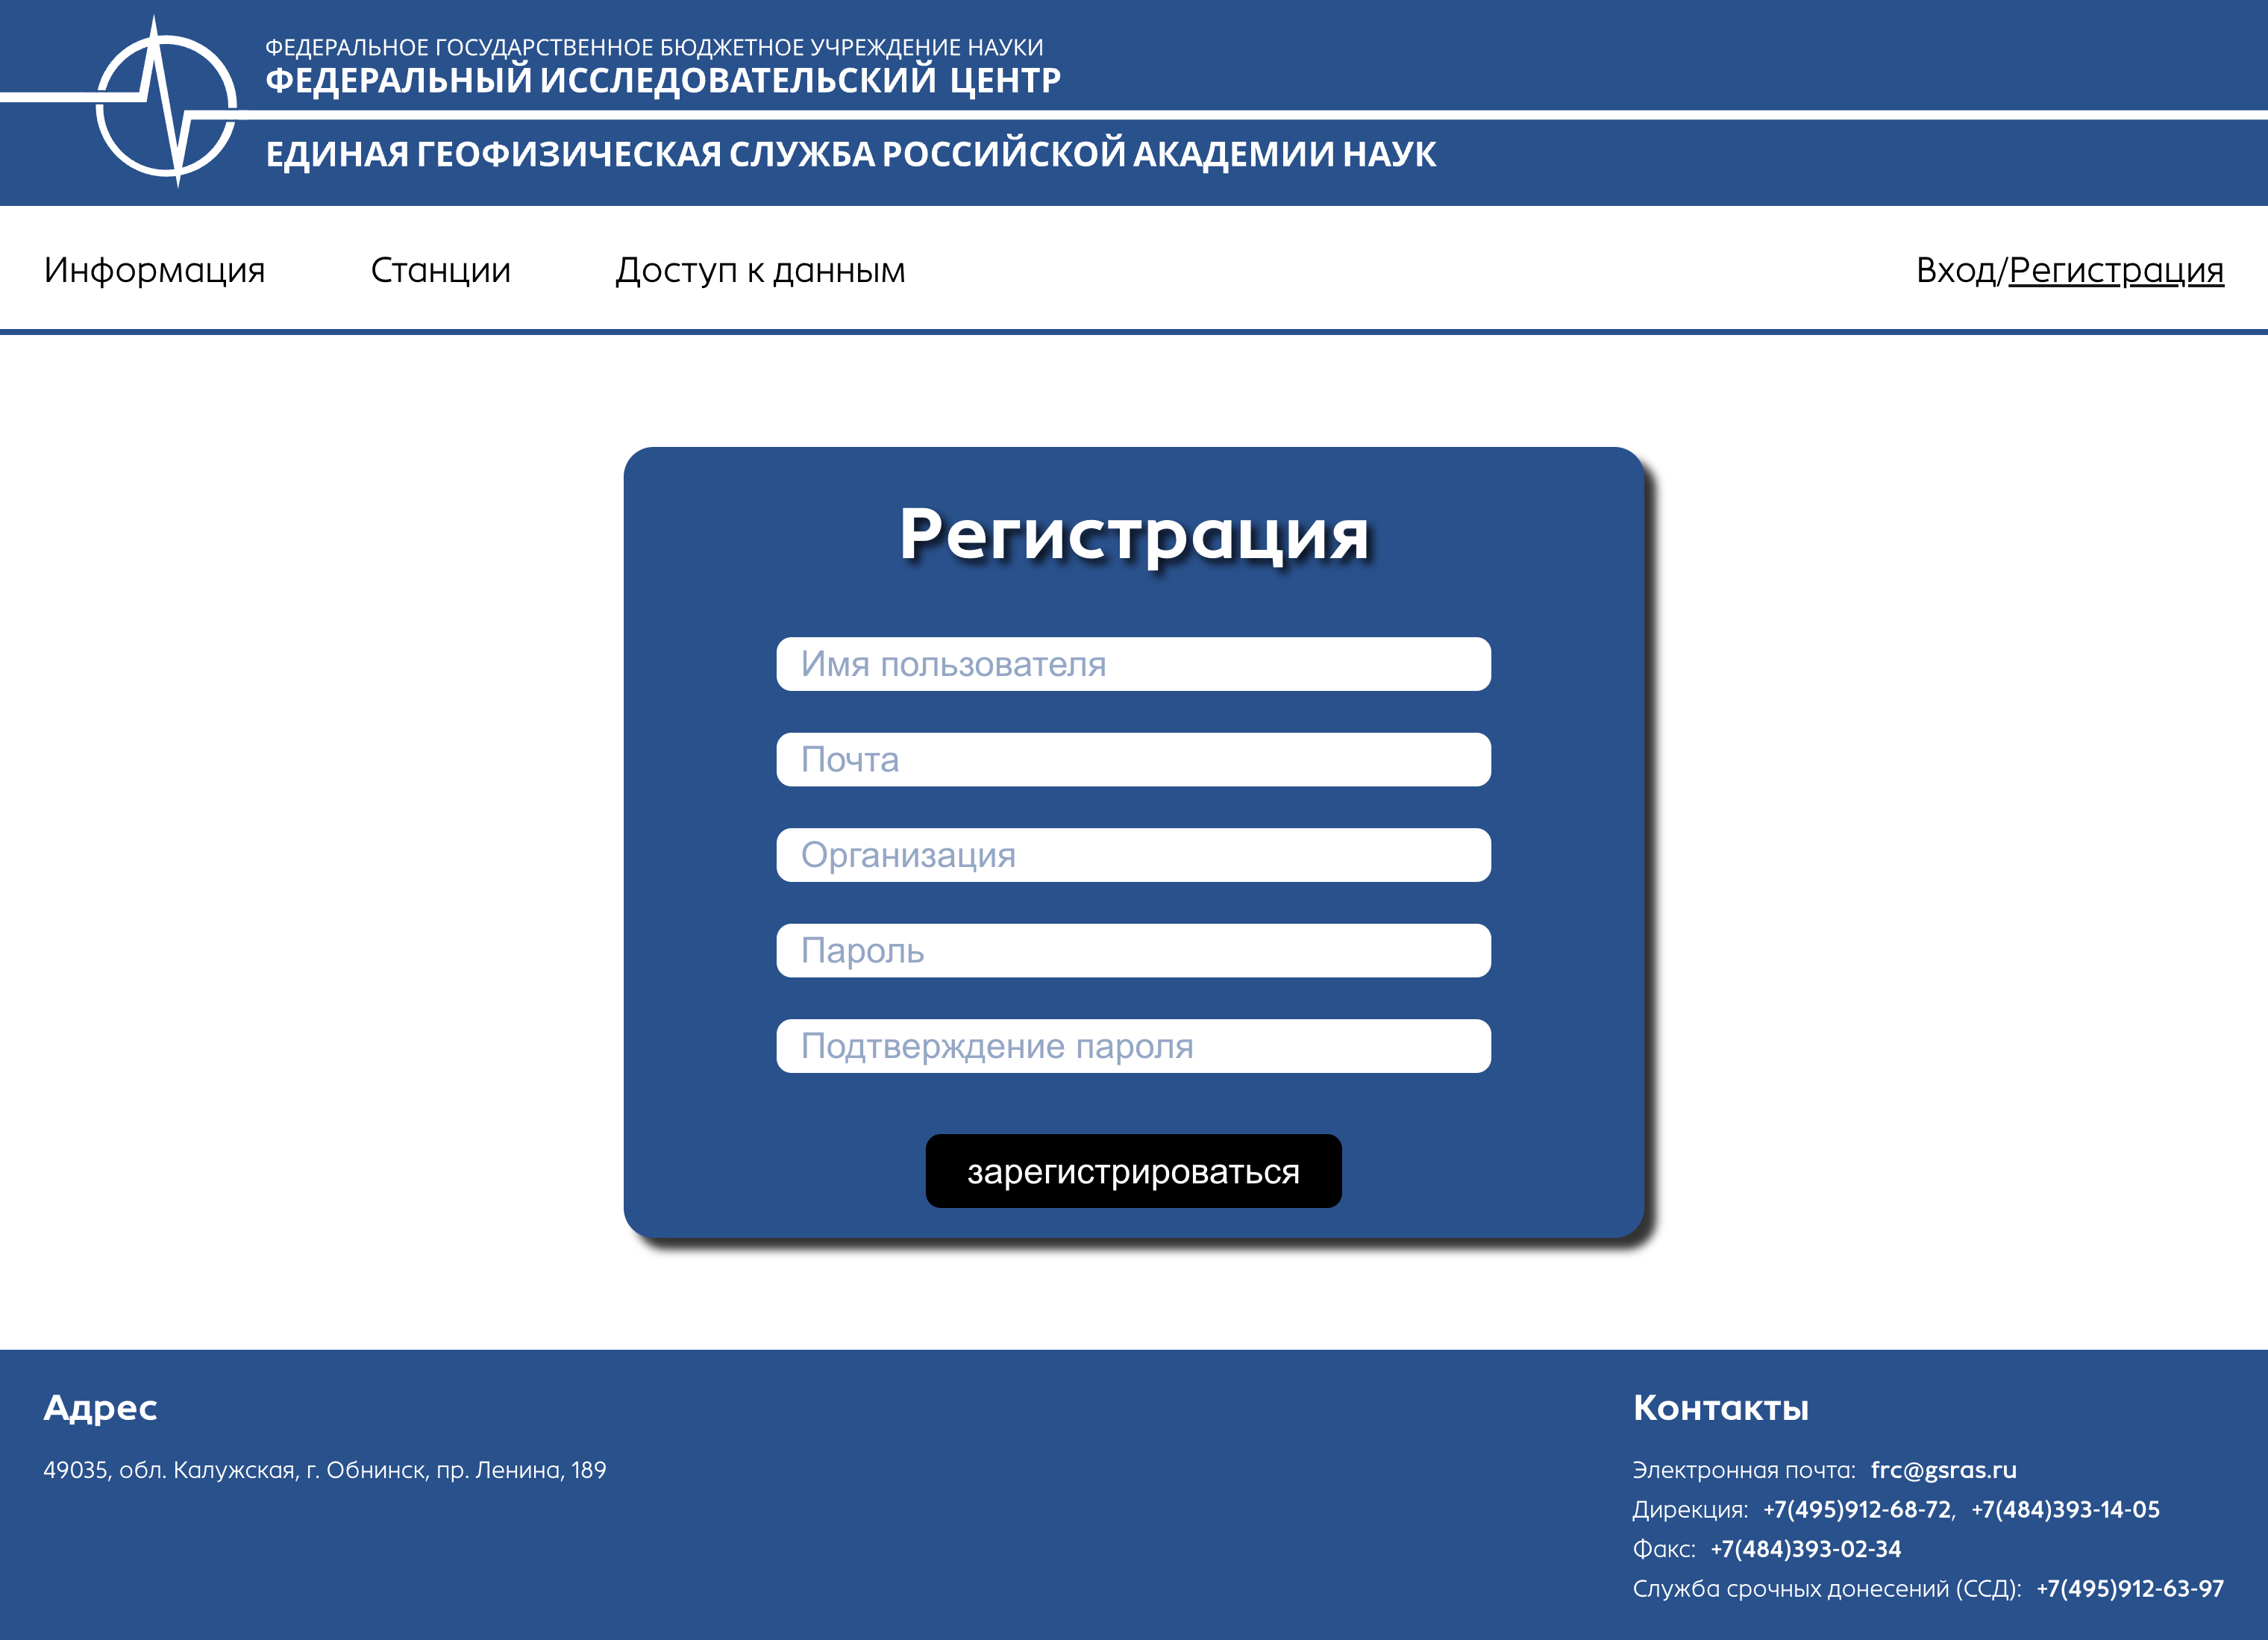 ФЕДЕРАЛЬНОЕ ГОСУДАРСТВЕННОЕ БЮДЖЕТНОЕ УЧРЕЖДЕНИЕ НАУКИ
ФЕДЕРАЛЬНЫЙ ИССЛЕДОВАТЕЛЬСКИЙ ЦЕНТР
ЕДИНАЯ ГЕОФИЗИЧЕСКАЯ СЛУЖБА РОССИЙСКОЙ АКАДЕМИИ НАУК
Информация Станции Доступ к данным Вход/Регистрация
Регистрация
Имя пользователя
Почта
Организация
Пароль
Подтверждение пароля
зарегистрироваться
Адрес
49035, обл. Калужская, г. Обнинск, пр. Ленина, 189
Контакты
Электронная почта: frc@gsras.ru
Дирекция: +7(495)912-68-72, +7(484)393-14-05
Факс: +7(484)393-02-34
Служба срочных донесений (ССД): +7(495)912-63-97